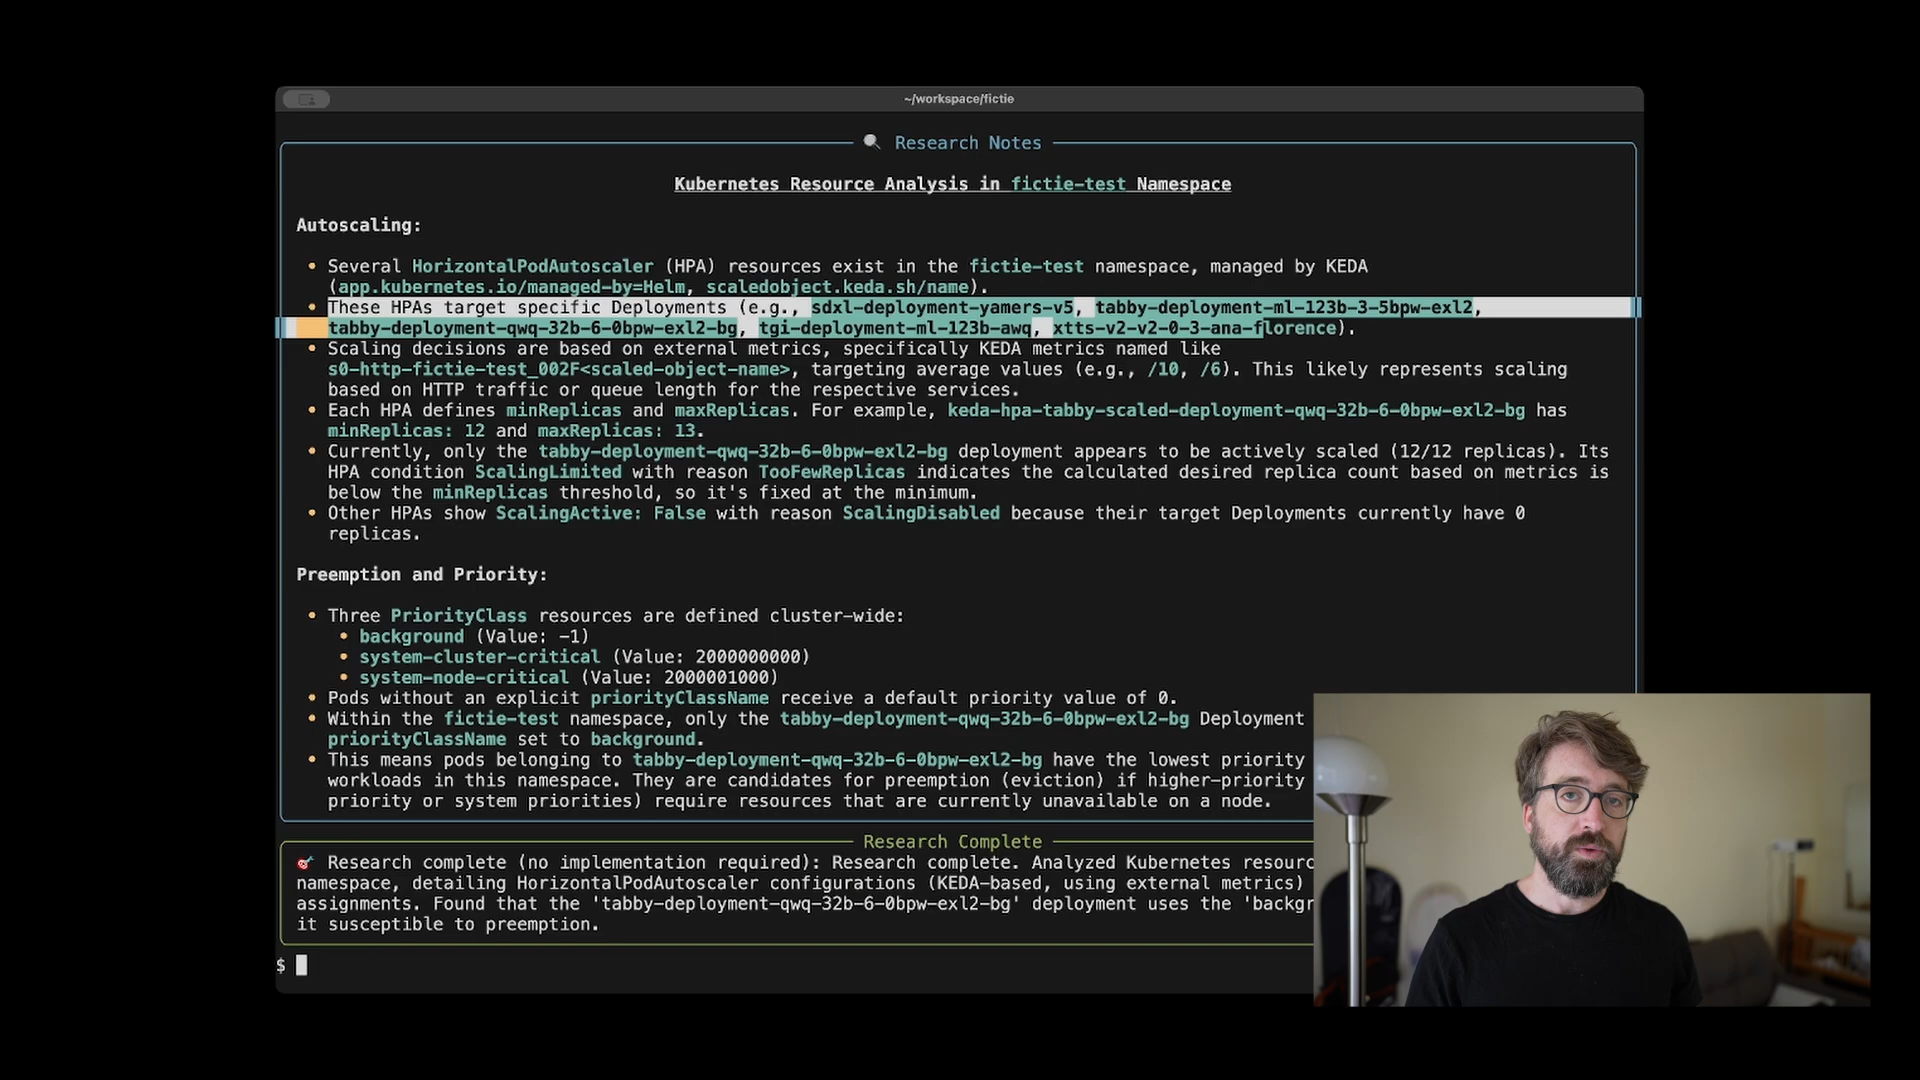 ~/workspace/fictie
Research Notes
Kubernetes Resource Analysis in fictie-test Namespace
Autoscaling:
• Several HorizontalPodAutoscaler (HPA) resources exist in the fictie-test namespace, managed by KEDA
(app.kubernetes.io/managed-by=Helm, scaledobject.keda.sh/name).
• These HPAs target specific Deployments (e.g., sdxl-deployment-yamers-v5, tabby-deployment-ml-123b-3-5bpw-exl2,
tabby-deployment-qwq-32b-6-0bpw-exl2-bg, tgi-deployment-ml-123b-awq, xtts-v2-v2-0-3-ana-florence).
• Scaling decisions are based on external metrics, specifically KEDA metrics named like
s0-http-fictie-test_002F<scaled-object-name>, targeting average values (e.g., /10, /6). This likely represents scaling
based on HTTP traffic or queue length for the respective services.
• Each HPA defines minReplicas and maxReplicas. For example, keda-hpa-tabby-scaled-deployment-qwq-32b-6-0bpw-exl2-bg has
minReplicas: 12 and maxReplicas: 13.
• Currently, only the tabby-deployment-qwq-32b-6-0bpw-exl2-bg deployment appears to be actively scaled (12/12 replicas). Its
HPA condition ScalingLimited with reason TooFewReplicas indicates the calculated desired replica count based on metrics is
below the minReplicas threshold, so it's fixed at the minimum.
• Other HPAs show ScalingActive: False with reason ScalingDisabled because their target Deployments currently have 0
replicas.
Preemption and Priority:
• Three PriorityClass resources are defined cluster-wide:
• background (Value: -1)
• system-cluster-critical (Value: 2000000000)
• system-node-critical (Value: 2000001000)
• Pods without an explicit priorityClassName receive a default priority value of 0.
• Within the fictie-test namespace, only the tabby-deployment-qwq-32b-6-0bpw-exl2-bg Deployment
priorityClassName set to background.
• This means pods belonging to tabby-deployment-qwq-32b-6-0bpw-exl2-bg have the lowest priority
workloads in this namespace. They are candidates for preemption (eviction) if higher-priority
priority or system priorities) require resources that are currently unavailable on a node.
Research Complete
Research complete (no implementation required): Research complete. Analyzed Kubernetes resourc
namespace, detailing HorizontalPodAutoscaler configurations (KEDA-based, using external metrics)
assignments. Found that the 'tabby-deployment-qwq-32b-6-0bpw-exl2-bg' deployment uses the 'backgr
it susceptible to preemption.
$